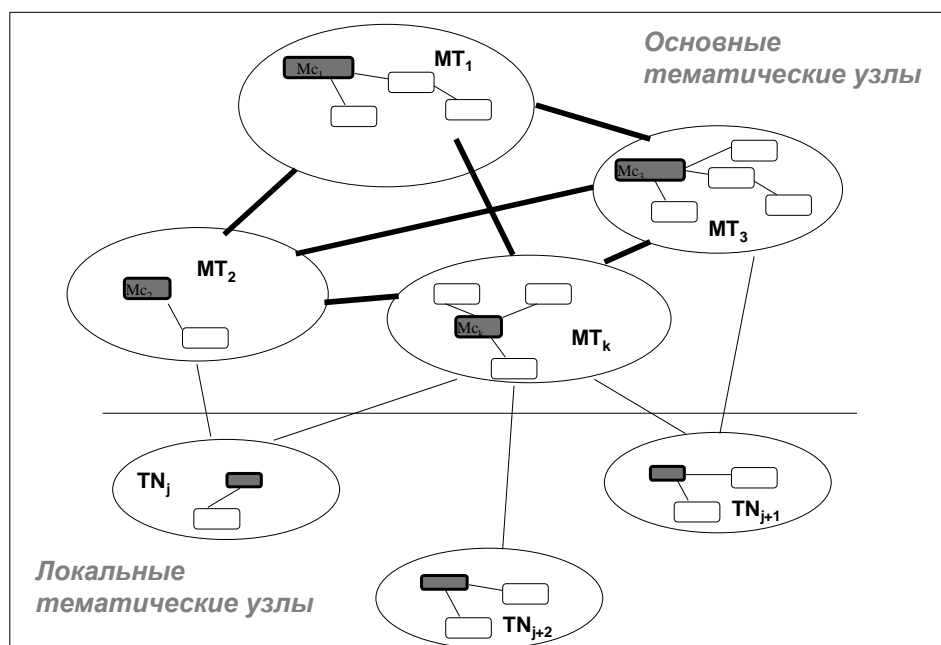 Основные
тематические узлы
MT₁
Mc₁
Mc₃
MT₃
MT₂
Mc₂
Mcₖ
MTₖ
TNⱼ
TNⱼ₊₁
Локальные
тематические узлы
TNⱼ₊₂